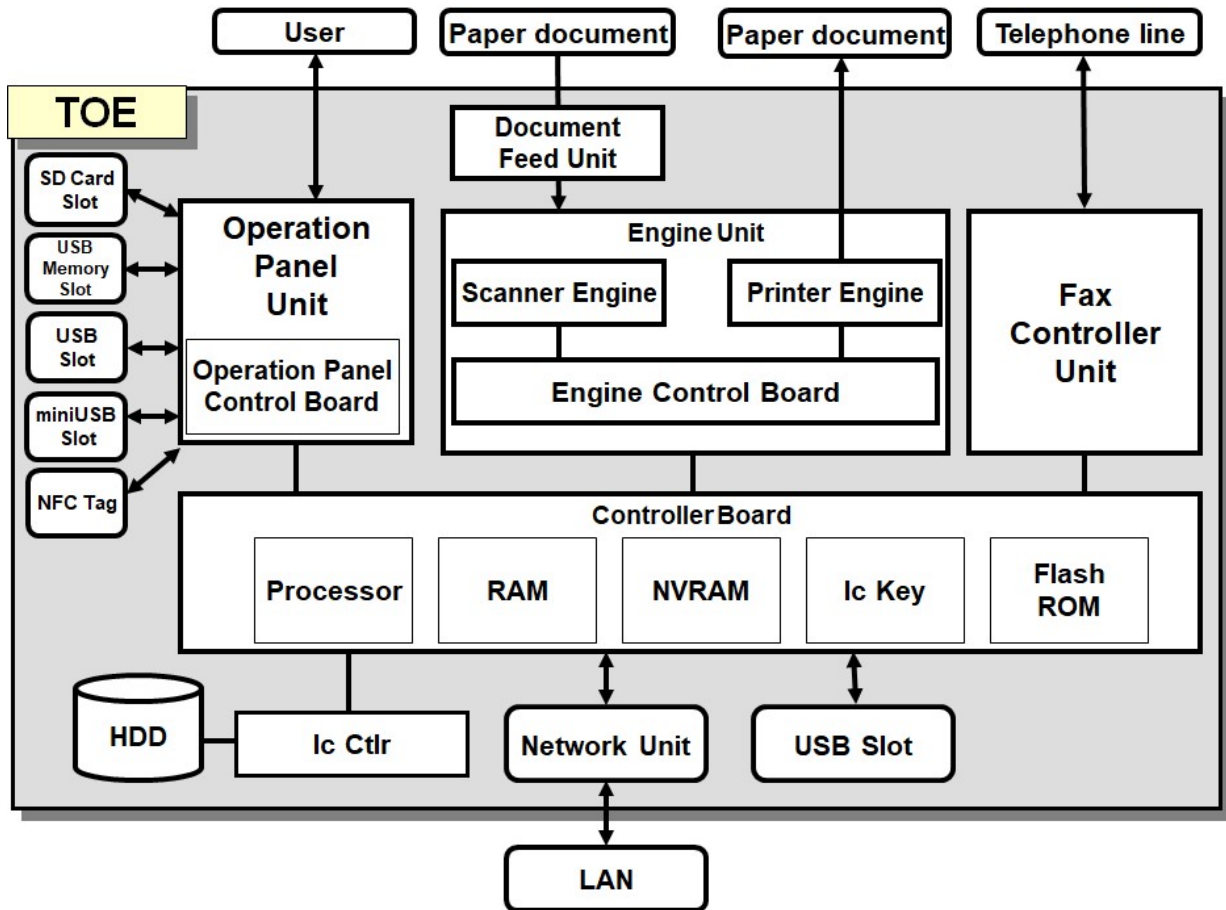 User
Paper document
Paper document
Telephone line
TOE
Document
Feed Unit
SD Card
Slot
USB
Memory
Slot
USB
Slot
miniUSB
Slot
NFC Tag
Operation
Panel
Unit
Operation Panel
Control Board
Engine Unit
Scanner Engine
Printer Engine
Engine Control Board
Fax
Controller
Unit
Controller Board
Processor
RAM
NVRAM
Ic Key
Flash
ROM
HDD
Ic Ctlr
Network Unit
USB Slot
LAN